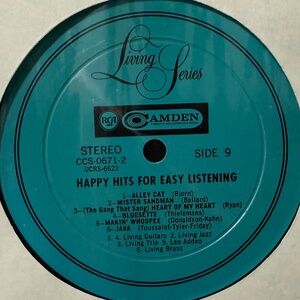 Living Series
RCA CAMDEN
STEREO
CCS-0671-2
UCRS-6622
SIDE 9
HAPPY HITS FOR EASY LISTENING
1—ALLEY CAT (Bjorn)
2—MISTER SANDMAN (Ballard)
3—(The Gang That Sang) HEART OF MY HEART (Ryan)
4—BLUESETTE (Thielemans)
5—MAKIN' WHOOPEE (Donaldson-Kahn)
6—JAVA (Toussaint-Tyler-Friday)
1. 4. Living Guitars 2. Living Jazz
3. Living Trio 5. Leo Addeo
6. Living Brass